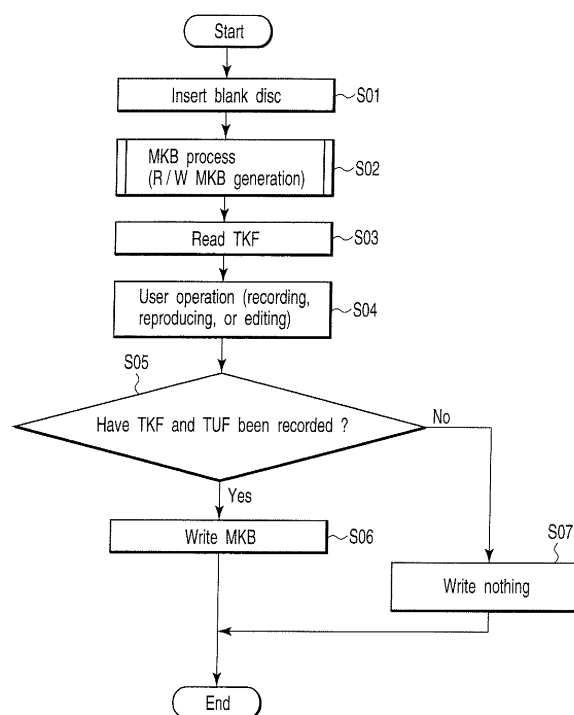 Start
Insert blank disc
S01
MKB process
(R/W MKB generation)
S02
Read TKF
S03
User operation (recording,
reproducing, or editing)
S04
S05
Have TKF and TUF been recorded ?
No
Yes
Write MKB
S06
S07
Write nothing
End